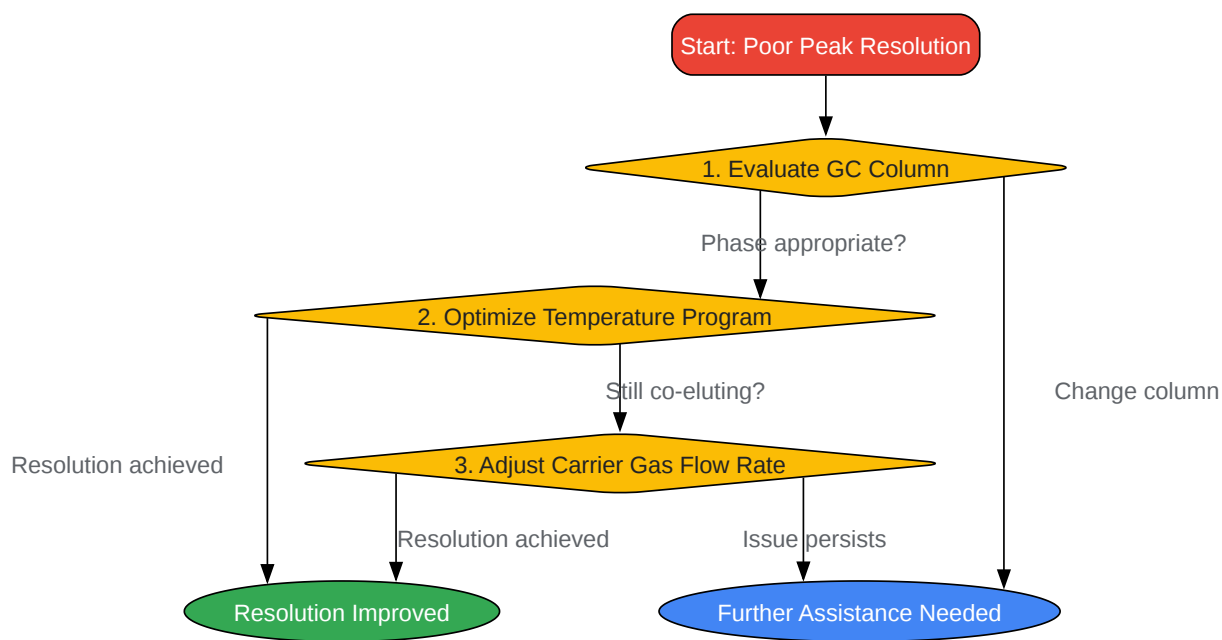 Start: Poor Peak Resolution
1. Evaluate GC Column
Phase appropriate?
2. Optimize Temperature Program
Still co-eluting?
Change column
Resolution achieved
3. Adjust Carrier Gas Flow Rate
Resolution achieved
Issue persists
Resolution Improved
Further Assistance Needed